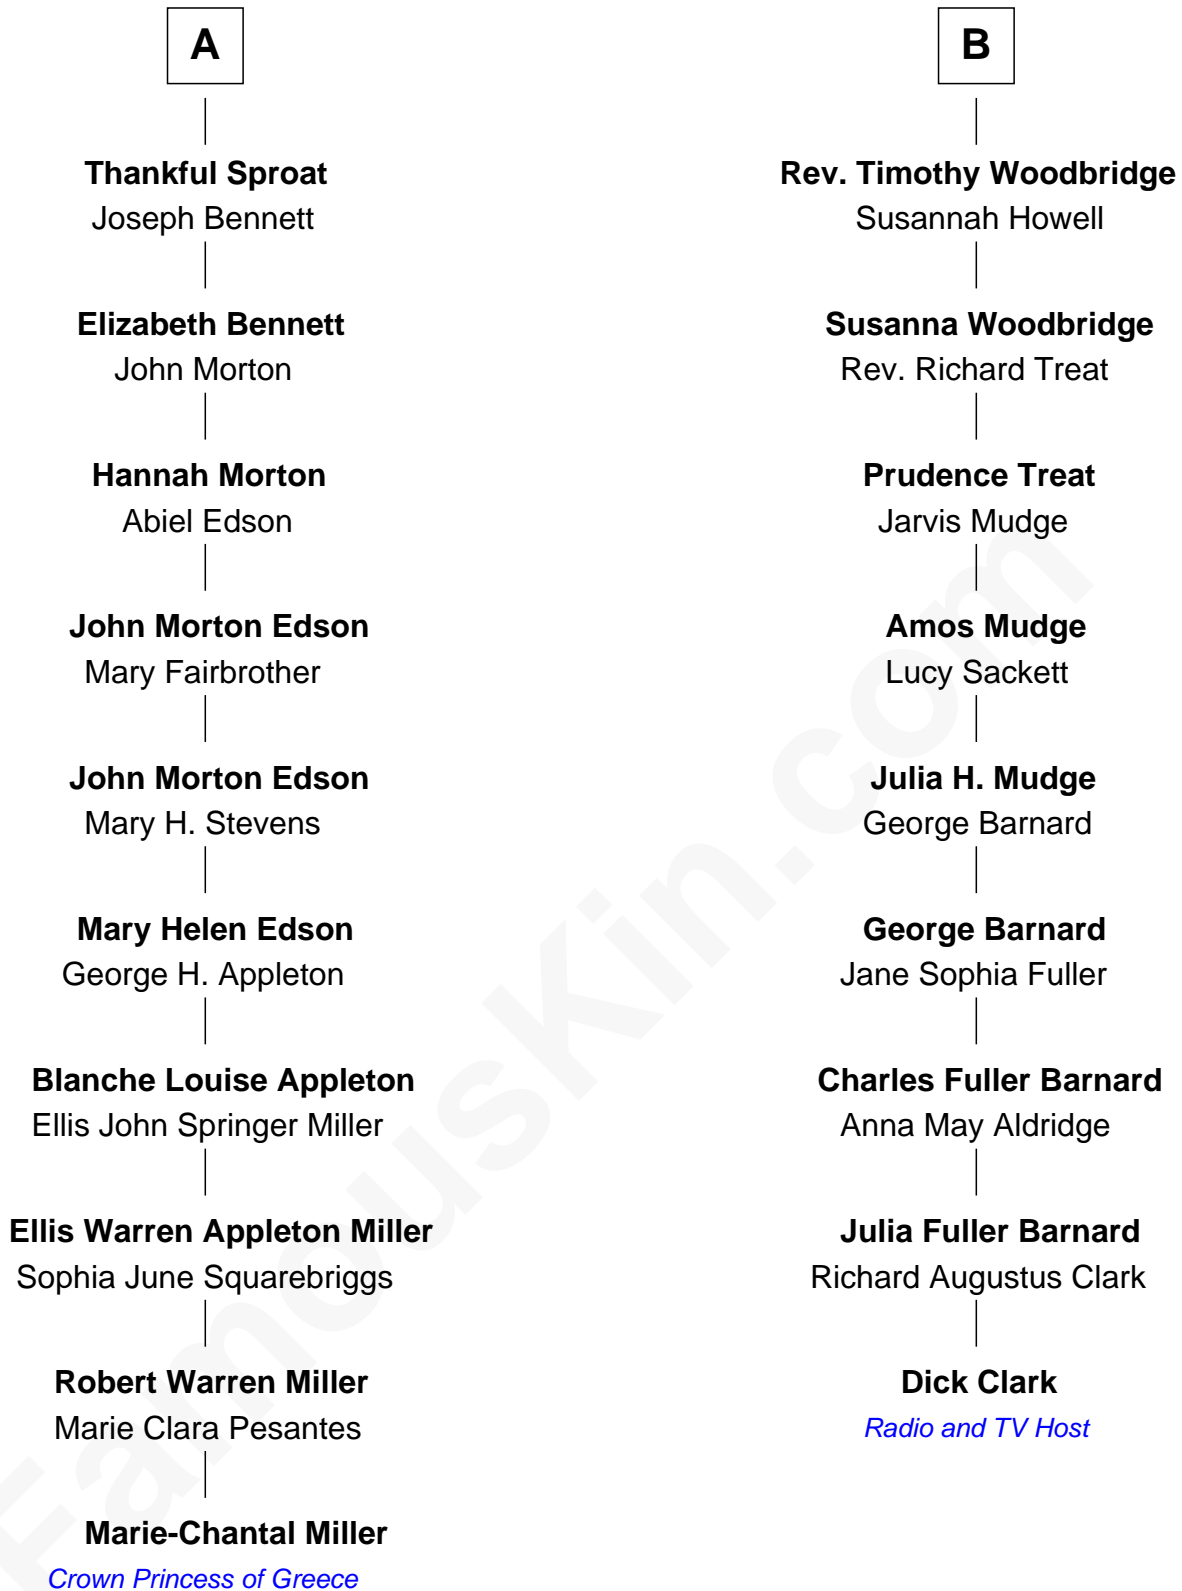 A
Thankful Sproat
Joseph Bennett
Elizabeth Bennett
John Morton
Hannah Morton
Abiel Edson
John Morton Edson
Mary Fairbrother
John Morton Edson
Mary H. Stevens
Mary Helen Edson
George H. Appleton
Blanche Louise Appleton
Ellis John Springer Miller
Ellis Warren Appleton Miller
Sophia June Squarebriggs
Robert Warren Miller
Marie Clara Pesantes
Marie-Chantal Miller
Crown Princess of Greece
B
Rev. Timothy Woodbridge
Susannah Howell
Susanna Woodbridge
Rev. Richard Treat
Prudence Treat
Jarvis Mudge
Amos Mudge
Lucy Sackett
Julia H. Mudge
George Barnard
George Barnard
Jane Sophia Fuller
Charles Fuller Barnard
Anna May Aldridge
Julia Fuller Barnard
Richard Augustus Clark
Dick Clark
Radio and TV Host
FamousKin.com